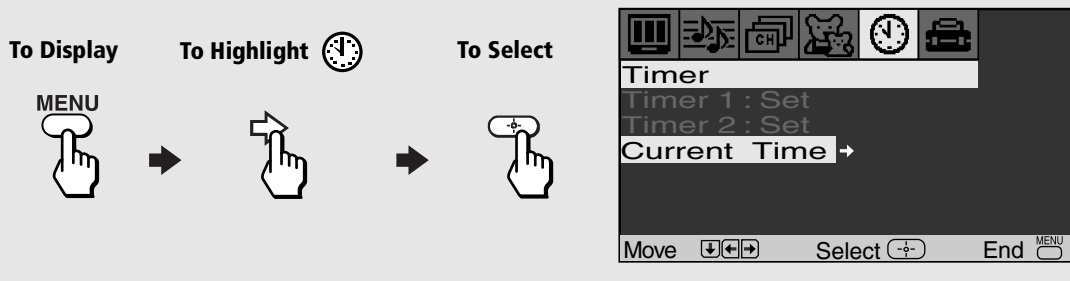 To Display
To Highlight
To Select
MENU
CH
Timer
Timer 1 : Set
Timer 2 : Set
Current Time
Move Select End MENU